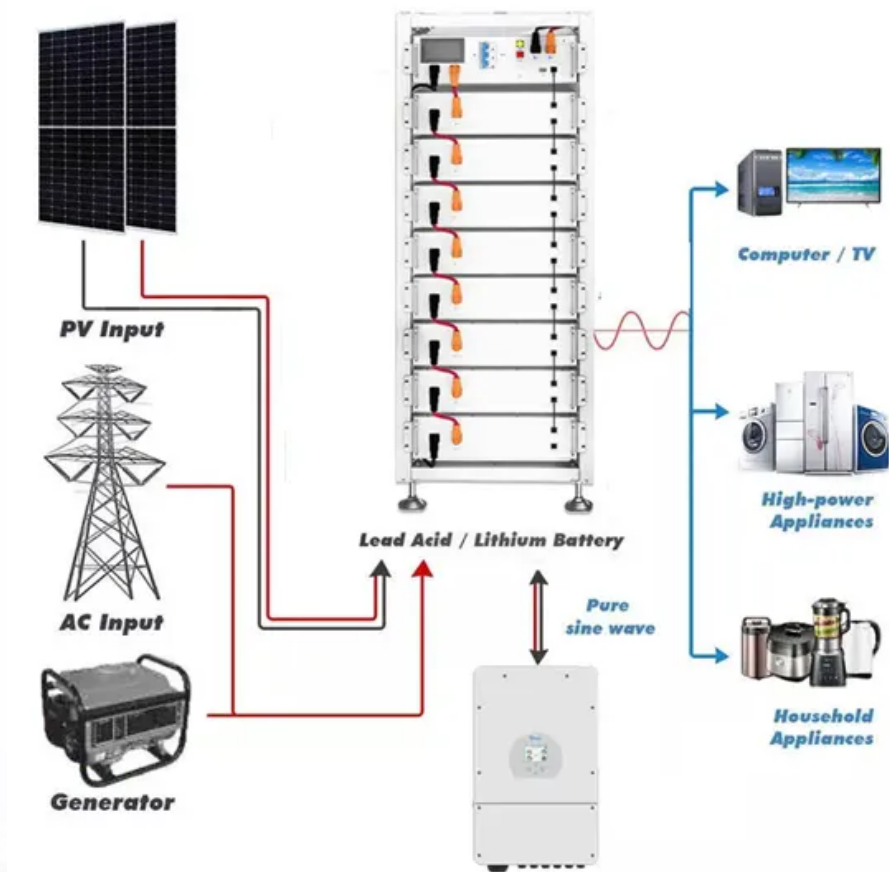 Computer / TV
PV Input
High-power
Appliances
Lead Acid / Lithium Battery
Pure
sine wave
AC Input
Household
Appliances
Generator